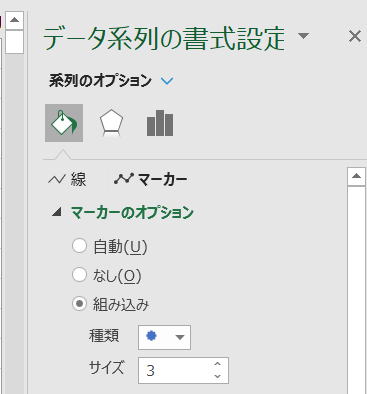 データ系列の書式設定
系列のオプション
線 マーカー
マーカーのオプション
自動(U)
なし(O)
組み込み
種類
サイズ 3